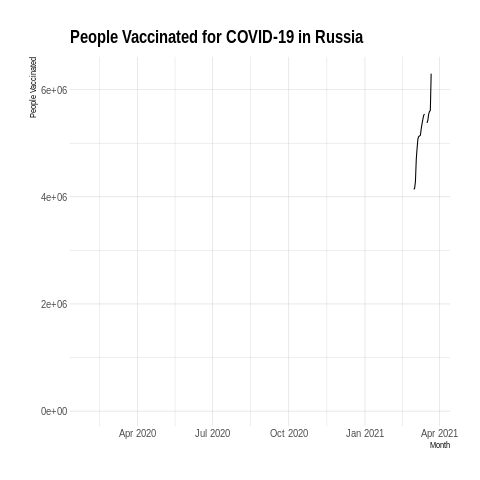 People Vaccinated for COVID-19 in Russia
People Vaccinated
6e+06
4e+06
2e+06
0e+00
Apr 2020 Jul 2020 Oct 2020 Jan 2021 Apr 2021
Month